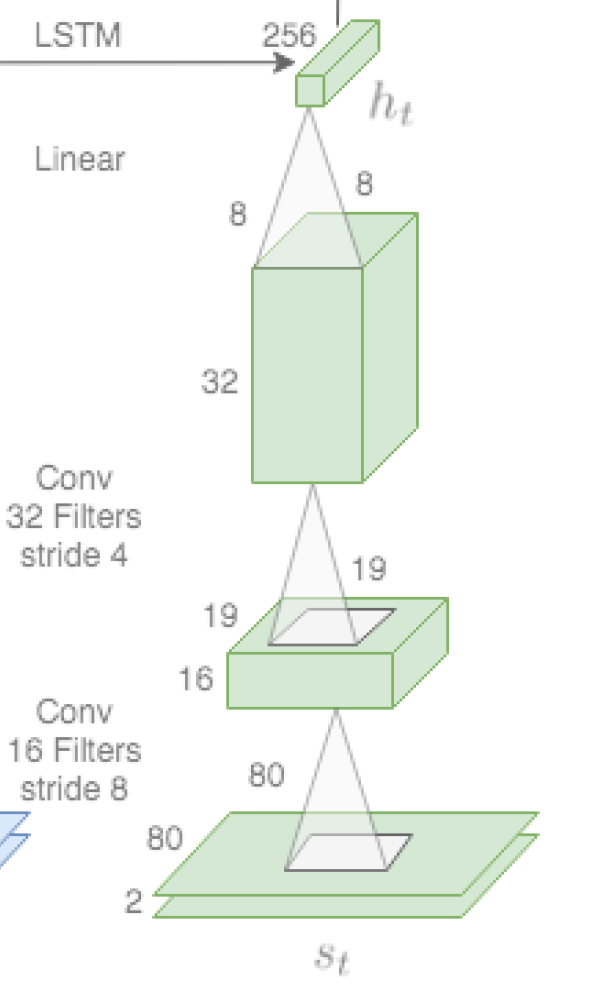 LSTM
256
h_t
Linear
8
8
32
Conv
32 Filters
stride 4
19
19
16
Conv
16 Filters
stride 8
80
80
2
s_t